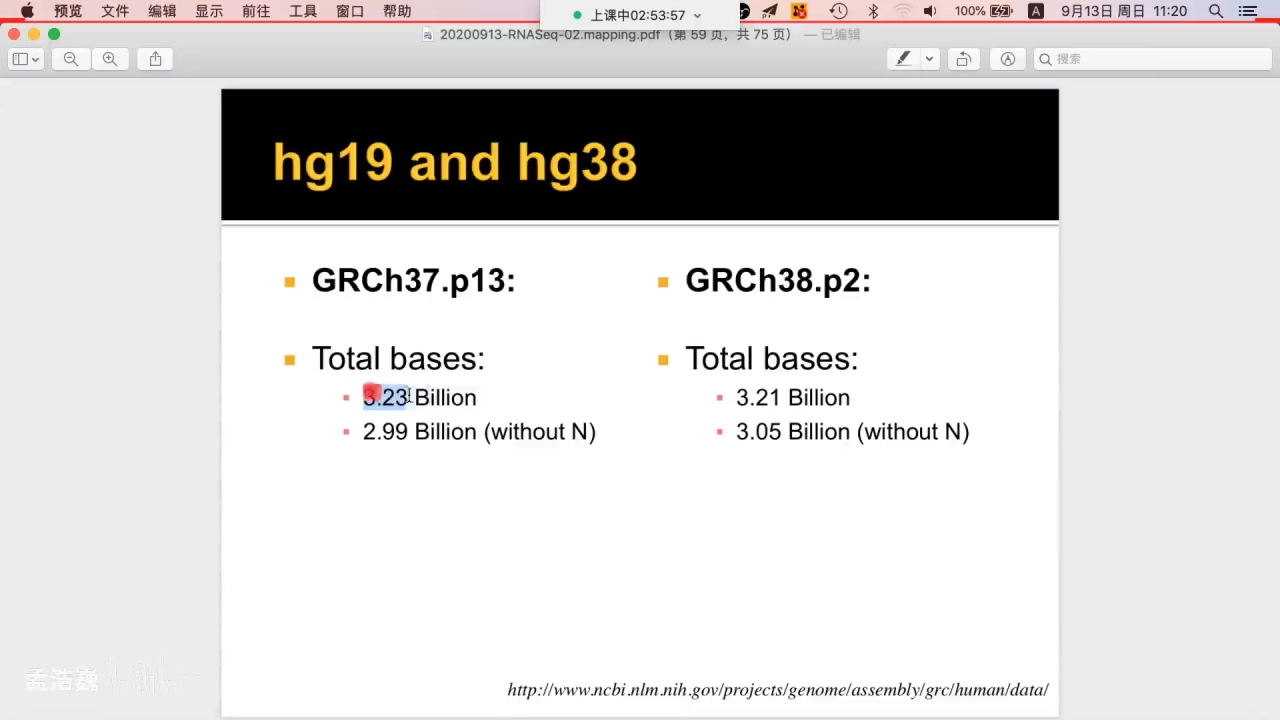 预览 文件 编辑 显示 前往 工具 窗口 帮助 上课中02:53:57 100% A 9月13日 周日 11:20
20200913-RNASeq-02.mapping.pdf（第 59 页，共 75 页） — 已编辑
搜索
hg19 and hg38
GRCh37.p13:
Total bases:
3.23 Billion
2.99 Billion (without N)
GRCh38.p2:
Total bases:
3.21 Billion
3.05 Billion (without N)
http://www.ncbi.nlm.nih.gov/projects/genome/assembly/grc/human/data/
孟浩巍